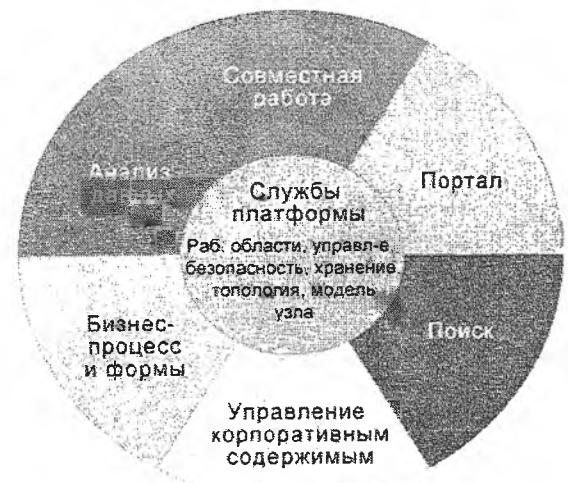 Совместная
работа
Анализ
данных
Портал
Службы
платформы
Раб. области, управл-е,
безопасность, хранение,
топология, модель
узла
Бизнес-
процесс
и формы
Поиск
Управление
корпоративным
содержимым